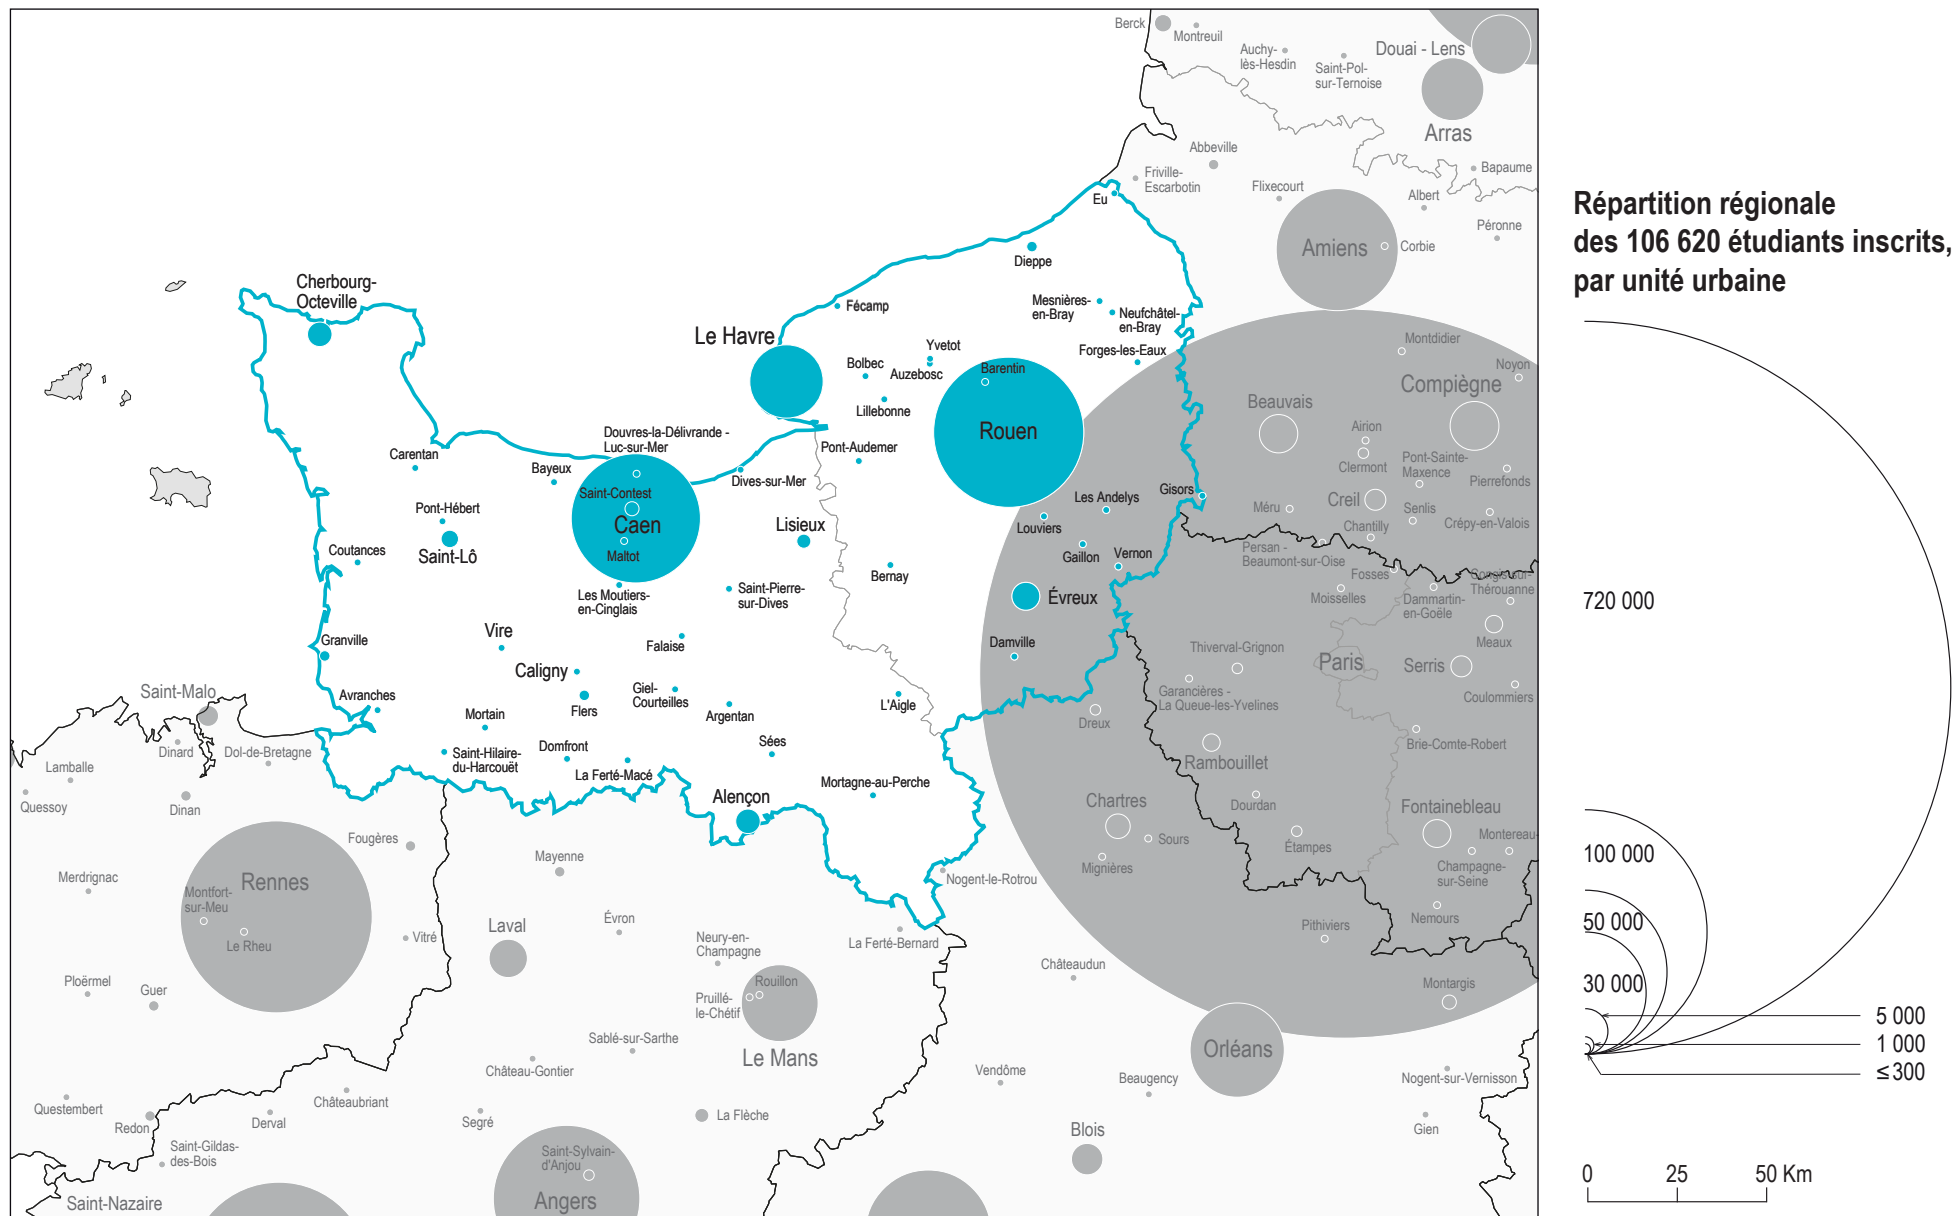 Berck
Montreuil
Auchy-
lès-Hesdin
Saint-Pol-
sur-Ternoise
Douai - Lens
Arras
Bapaume
Abbeville
Friville-
Escarbotin
Flixecourt
Albert
Péronne
Amiens
Corbie
Eu
Dieppe
Cherbourg-
Octeville
Fécamp
Mesnières-
en-Bray
Neufchâtel-
en-Bray
Le Havre
Yvetot
Bolbec
Auzebosc
Lillebonne
Forges-les-Eaux
Barentin
Rouen
Montdidier
Noyon
Compiègne
Beauvais
Airion
Clermont
Pont-Sainte-
Maxence
Pierrefonds
Creil
Méru
Senlis
Chantilly
Crépy-en-Valois
Douvres-la-Délivrande -
Luc-sur-Mer
Carentan
Bayeux
Pont-Audemer
Dives-sur-Mer
Saint-Contest
Caen
Maltot
Lisieux
Les Andelys
Gisors
Louviers
Gaillon
Vernon
Pont-Hébert
Saint-Lô
Coutances
Bernay
Les Moutiers-
en-Cinglais
Saint-Pierre-
sur-Dives
Évreux
Persan -
Beaumont-sur-Oise
Fosses
Congis-sur-
Thérouanne
Moisselles
Dammartin-
en-Goële
Meaux
Granville
Vire
Falaise
Damville
Caligny
Thiverval-Grignon
Paris
Serris
Coulommiers
Garancières -
La Queue-les-Yvelines
Dreux
Saint-Malo
Avranches
Flers
Giel-
Courteilles
Argentan
L'Aigle
Mortain
Dinard
Dol-de-Bretagne
Saint-Hilaire-
du-Harcouët
Domfront
La Ferté-Macé
Sées
Brie-Comte-Robert
Rambouillet
Lamballe
Quessoy
Dinan
Alençon
Mortagne-au-Perche
Chartres
Dourdan
Fontainebleau
Montereau-
Fougères
Sours
Étampes
Mignières
Champagne-
sur-Seine
Mayenne
Nogent-le-Rotrou
Merdrignac
Rennes
Montfort-
sur-Meu
Le Rheu
Vitré
Laval
Évron
Neury-en-
Champagne
La Ferté-Bernard
Pithiviers
Nemours
Châteaudun
Montargis
Ploërmel
Guer
Rouillon
Pruillé-
le-Chétif
Sablé-sur-Sarthe
Le Mans
Orléans
Château-Gontier
Vendôme
Beaugency
Nogent-sur-Vernisson
Questembert
Châteaubriant
Redon
Derval
Segré
La Flèche
Gien
Saint-Gildas-
des-Bois
Blois
Saint-Sylvain-
d'Anjou
Angers
Saint-Nazaire
Répartition régionale
des 106 620 étudiants inscrits,
par unité urbaine
720 000
100 000
50 000
30 000
5 000
1 000
≤ 300
0 25 50 Km